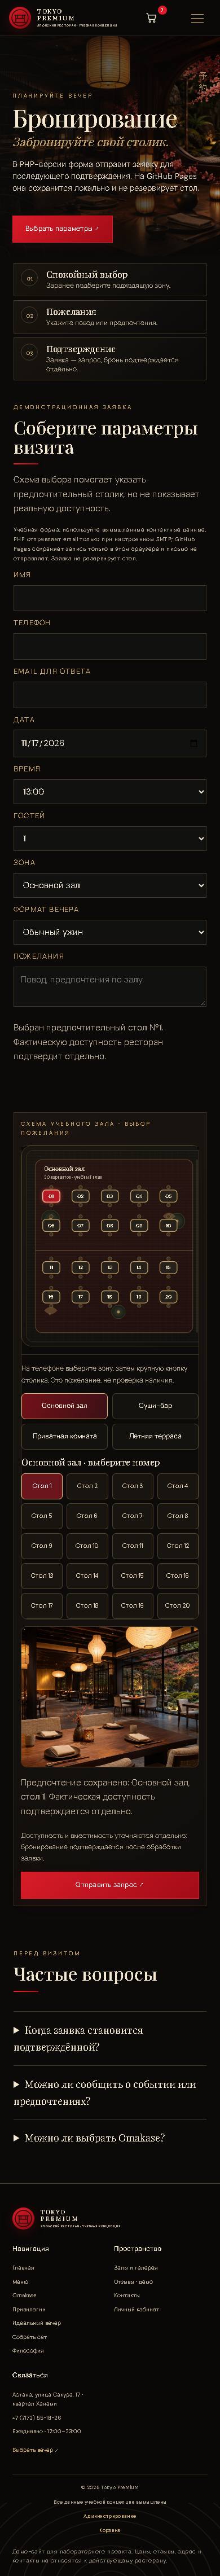 TOKYO
PREMIUM
ЯПОНСКИЙ РЕСТОРАН · УЧЕБНАЯ КОНЦЕПЦИЯ
ПЛАНИРУЙТЕ ВЕЧЕР
Бронирование
Забронируйте свой столик.
В PHP-версии форма отправит заявку для
последующего подтверждения. На GitHub Pages
она сохранится локально и не резервирует стол.
Выбрать параметры ↗
01
Спокойный выбор
Заранее подберите подходящую зону.
02
Пожелания
Укажите повод или предпочтения.
03
Подтверждение
Заявка — запрос, бронь подтверждается
отдельно.
ДЕМОНСТРАЦИОННАЯ ЗАЯВКА
Соберите параметры
визита
Схема выбора помогает указать
предпочтительный столик, но не показывает
реальную доступность.
Учебная форма: используйте вымышленные контактные данные.
PHP отправляет email только при настроенном SMTP; GitHub
Pages сохраняет запись только в этом браузере и письмо не
отправляет. Заявка не резервирует стол.
ИМЯ
ТЕЛЕФОН
EMAIL ДЛЯ ОТВЕТА
ДАТА
11/17/2026
ВРЕМЯ
13:00
ГОСТЕЙ
1
ЗОНА
Основной зал
ФОРМАТ ВЕЧЕРА
Обычный ужин
ПОЖЕЛАНИЯ
Повод, предпочтения по залу
Выбран предпочтительный стол №1.
Фактическую доступность ресторан
подтвердит отдельно.
СХЕМА УЧЕБНОГО ЗАЛА · ВЫБОР
ПОЖЕЛАНИЯ
Основной зал
20 вариантов · учебный план
01 02 03 04 05
06 07 08 09 10
11 12 13 14 15
16 17 18 19 20
На телефоне выберите зону, затем крупную кнопку
столика. Это пожелание, не проверка наличия.
Основной зал
Суши-бар
Приватная комната
Летняя терраса
Основной зал · выберите номер
Стол 1 Стол 2 Стол 3 Стол 4
Стол 5 Стол 6 Стол 7 Стол 8
Стол 9 Стол 10 Стол 11 Стол 12
Стол 13 Стол 14 Стол 15 Стол 16
Стол 17 Стол 18 Стол 19 Стол 20
Предпочтение сохранено: Основной зал,
стол 1. Фактическая доступность
подтверждается отдельно.
Доступность и вместимость уточняются отдельно;
бронирование подтверждается после обработки
заявки.
Отправить запрос ↗
ПЕРЕД ВИЗИТОМ
Частые вопросы
Когда заявка становится
подтверждённой?
Можно ли сообщить о событии или
предпочтениях?
Можно ли выбрать Omakase?
TOKYO
PREMIUM
ЯПОНСКИЙ РЕСТОРАН · УЧЕБНАЯ КОНЦЕПЦИЯ
Навигация
Главная
Меню
Omakase
Привилегии
Идеальный вечер
Собрать сет
Философия
Пространство
Залы и галерея
Отзывы · демо
Контакты
Личный кабинет
Связаться
Астана, улица Сакура, 17 ·
квартал Ханами
+7 (7172) 55-18-26
Ежедневно · 12:00–23:00
Выбрать вечер ↗
© 2026 Tokyo Premium
Все данные учебной концепции вымышлены
Администрирование
Корзина
Демо-сайт для лабораторного проекта. Цены, отзывы, адрес и
контакты не относятся к действующему ресторану.